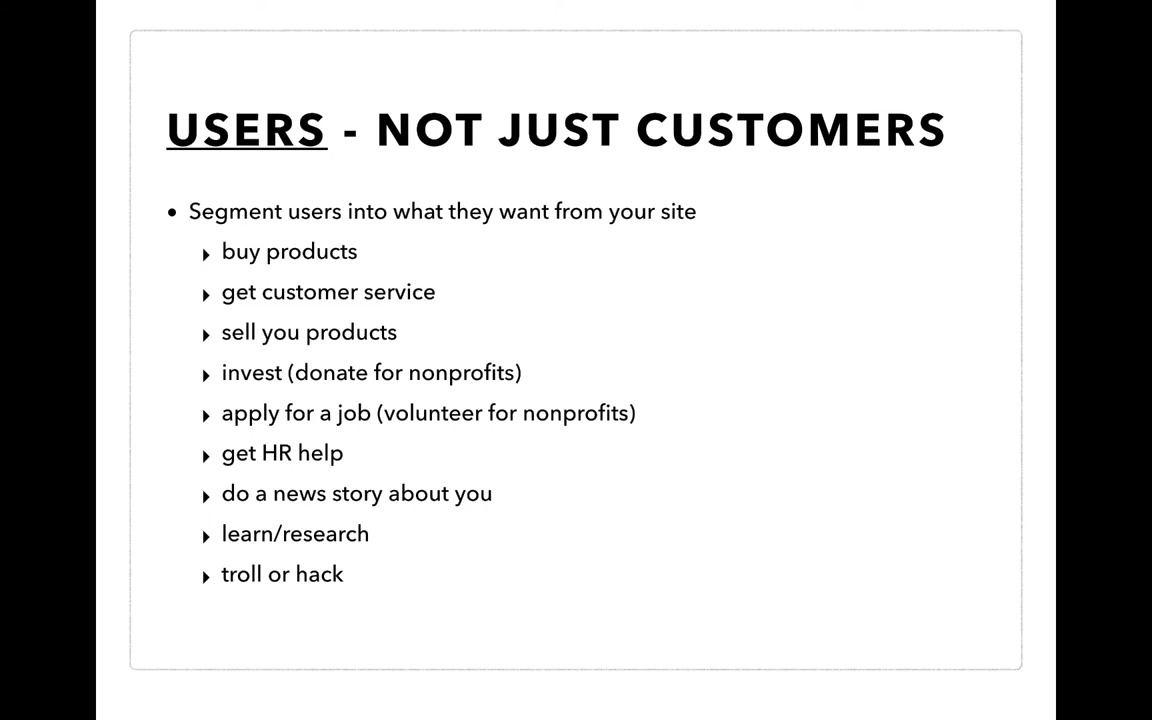 USERS - NOT JUST CUSTOMERS
• Segment users into what they want from your site
‣ buy products
‣ get customer service
‣ sell you products
‣ invest (donate for nonprofits)
‣ apply for a job (volunteer for nonprofits)
‣ get HR help
‣ do a news story about you
‣ learn/research
‣ troll or hack